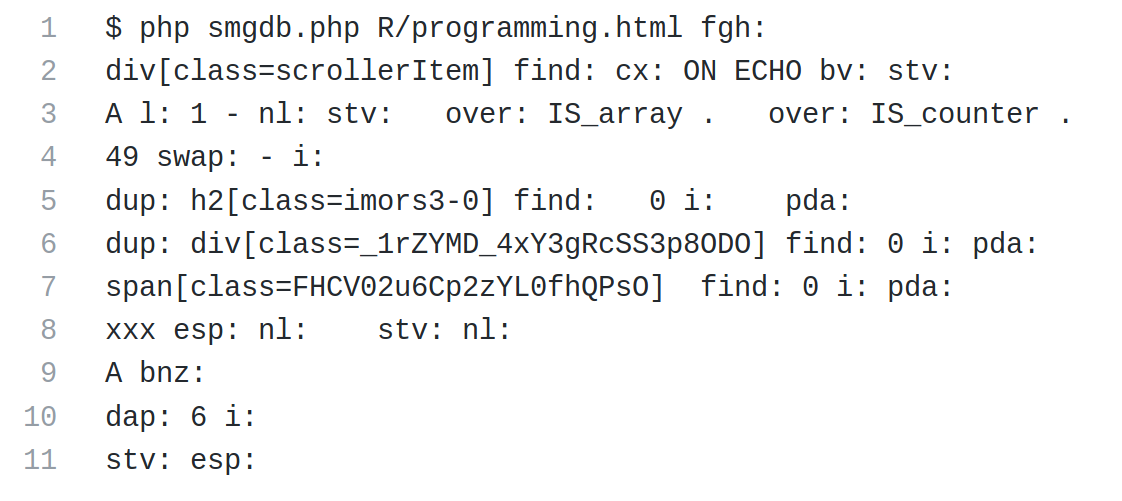 1 $ php smgdb.php R/programming.html fgh:
2 div[class=scrollerItem] find: cx: ON ECHO bv: stv:
3 A l: 1 - nl: stv:   over: IS_array .   over: IS_counter .
4 49 swap: - i:
5 dup: h2[class=imors3-0] find:   0 i:    pda:
6 dup: div[class=_1rZYMD_4xY3gRcSS3p8ODO] find: 0 i: pda:
7 span[class=FHCV02u6Cp2zYL0fhQPsO]  find: 0 i: pda:
8 xxx esp: nl:    stv: nl:
9 A bnz:
10 dap: 6 i:
11 stv: esp: